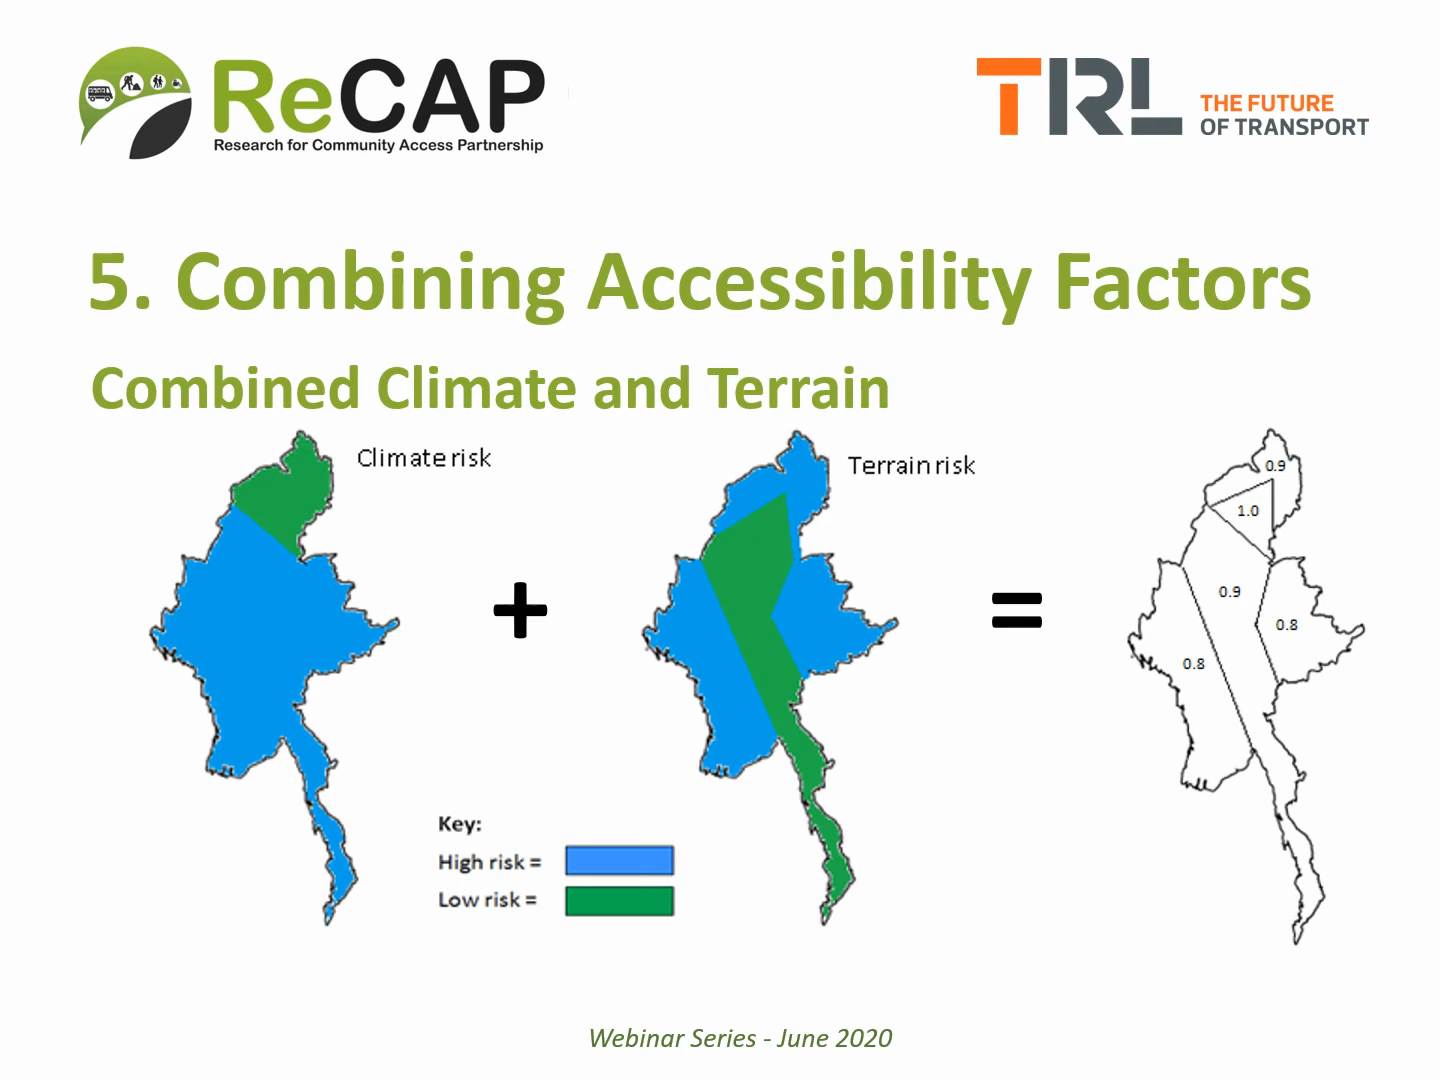 ReCAP
Research for Community Access Partnership
TRL
THE FUTURE
OF TRANSPORT
5. Combining Accessibility Factors
Combined Climate and Terrain
Climate risk
Terrain risk
+
=
0.9
1.0
0.9
0.8
0.8
Key:
High risk =
Low risk =
Webinar Series - June 2020